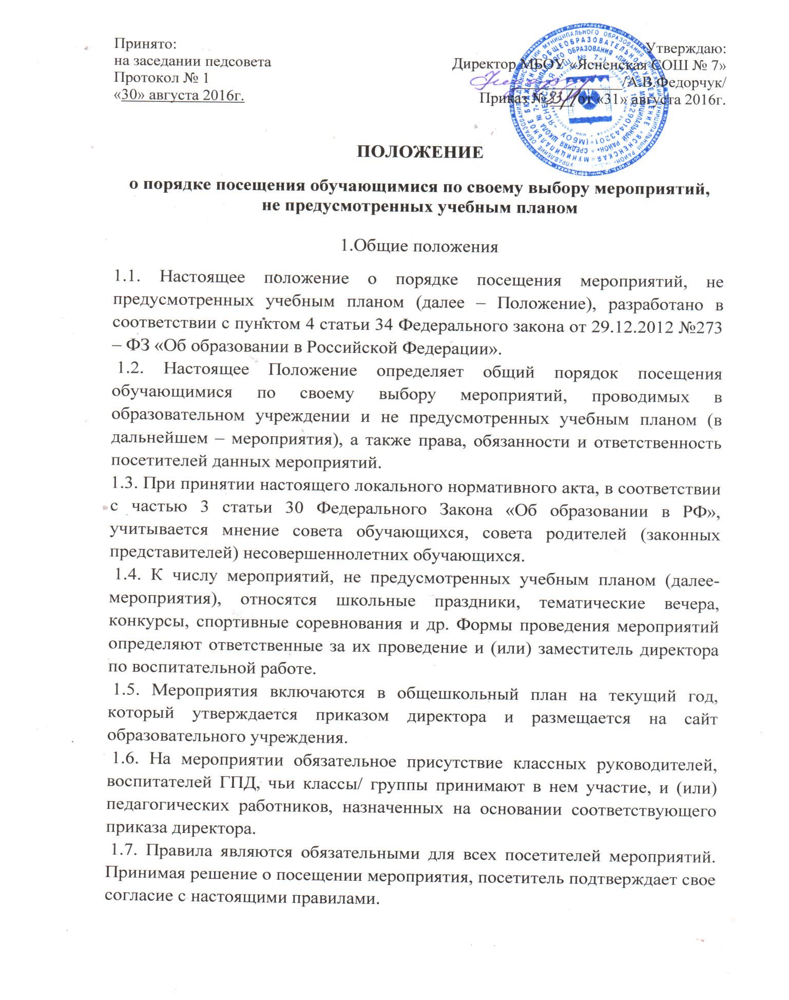 Принято:
на заседании педсовета
Протокол № 1
«30» августа 2016г.
Утверждаю:
Директор МБОУ «Ясненская СОШ № 7»
/А.В.Федорчук/
Приказ № 83/1 от «31» августа 2016г.
ПОЛОЖЕНИЕ
о порядке посещения обучающимися по своему выбору мероприятий,
не предусмотренных учебным планом
1.Общие положения
1.1. Настоящее положение о порядке посещения мероприятий, не
предусмотренных учебным планом (далее – Положение), разработано в
соответствии с пунктом 4 статьи 34 Федерального закона от 29.12.2012 №273
– ФЗ «Об образовании в Российской Федерации».
1.2. Настоящее Положение определяет общий порядок посещения
обучающимися по своему выбору мероприятий, проводимых в
образовательном учреждении и не предусмотренных учебным планом (в
дальнейшем – мероприятия), а также права, обязанности и ответственность
посетителей данных мероприятий.
1.3. При принятии настоящего локального нормативного акта, в соответствии
с частью 3 статьи 30 Федерального Закона «Об образовании в РФ»,
учитывается мнение совета обучающихся, совета родителей (законных
представителей) несовершеннолетних обучающихся.
1.4. К числу мероприятий, не предусмотренных учебным планом (далее-
мероприятия), относятся школьные праздники, тематические вечера,
конкурсы, спортивные соревнования и др. Формы проведения мероприятий
определяют ответственные за их проведение и (или) заместитель директора
по воспитательной работе.
1.5. Мероприятия включаются в общешкольный план на текущий год,
который утверждается приказом директора и размещается на сайт
образовательного учреждения.
1.6. На мероприятии обязательное присутствие классных руководителей,
воспитателей ГПД, чьи классы/ группы принимают в нем участие, и (или)
педагогических работников, назначенных на основании соответствующего
приказа директора.
1.7. Правила являются обязательными для всех посетителей мероприятий.
Принимая решение о посещении мероприятия, посетитель подтверждает свое
согласие с настоящими правилами.